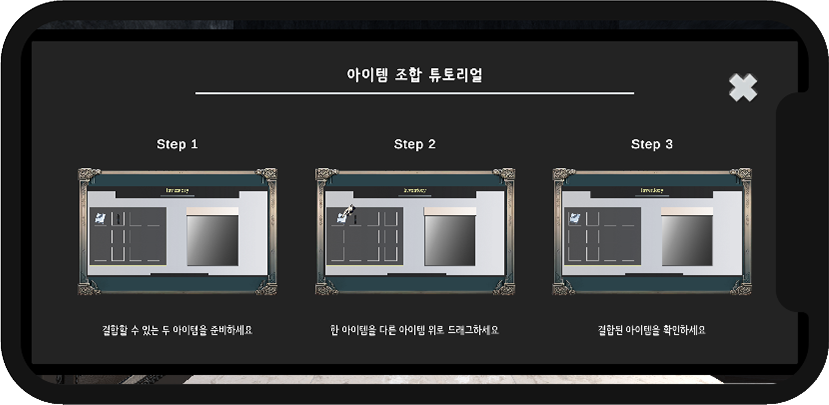 아이템 조합 튜토리얼
Step 1
Step 2
Step 3
Inventory
Inventory
Inventory
결합할 수 있는 두 아이템을 준비하세요
한 아이템을 다른 아이템 위로 드래그하세요
결합된 아이템을 확인하세요